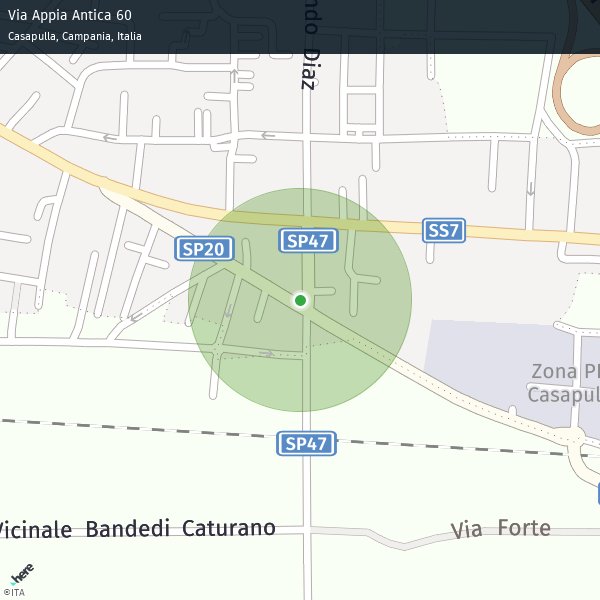 Via Appia Antica 60
Casapulla, Campania, Italia
ndo Diaz
SP20
SP47
SS7
Zona PI
Casapul
SP47
Vicinale Bandedi Caturano
Via Forte
here
©ITA